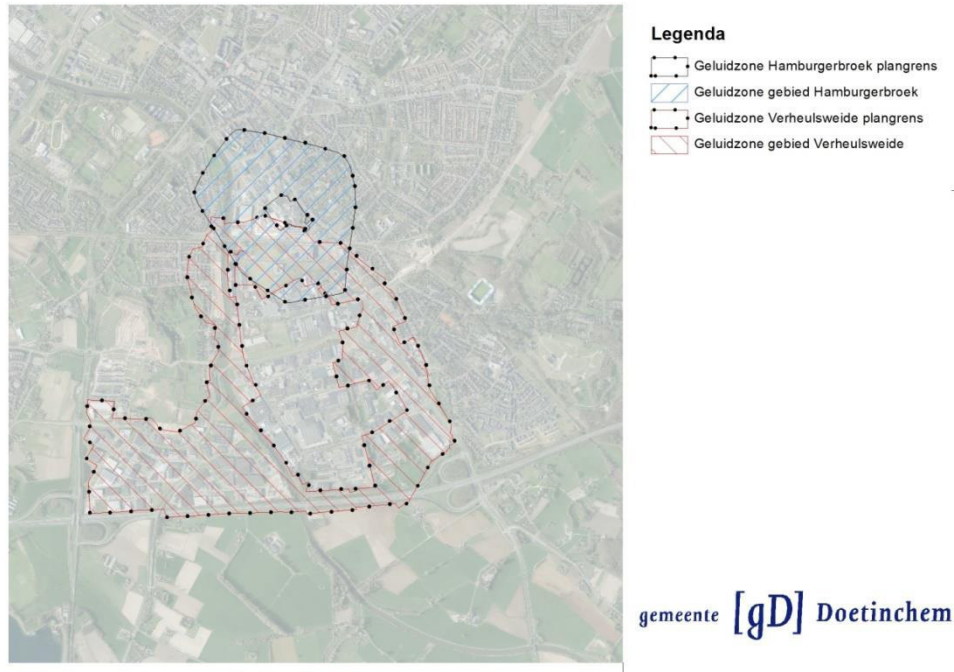 Legenda
Geluidzone Hamburgerbroek plangrens
Geluidzone gebied Hamburgerbroek
Geluidzone Verheulsweide plangrens
Geluidzone gebied Verheulsweide
gemeente [gD] Doetinchem